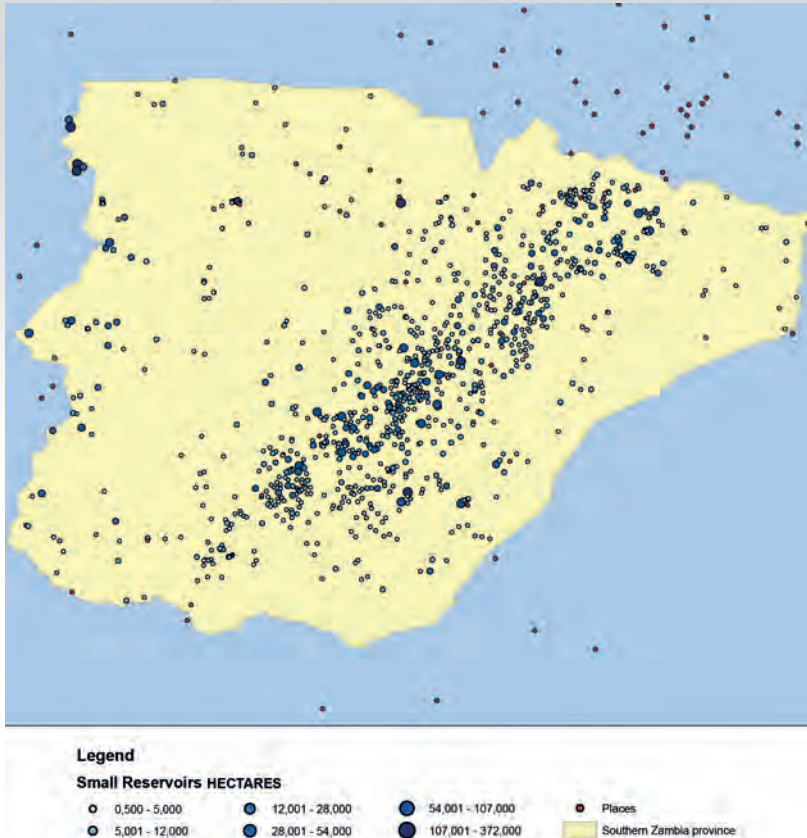 Legend
Small Reservoirs HECTARES
0,500 - 5,000 12,001 - 28,000 54,001 - 107,000 Places
5,001 - 12,000 28,001 - 54,000 107,001 - 372,000 Southern Zambia province